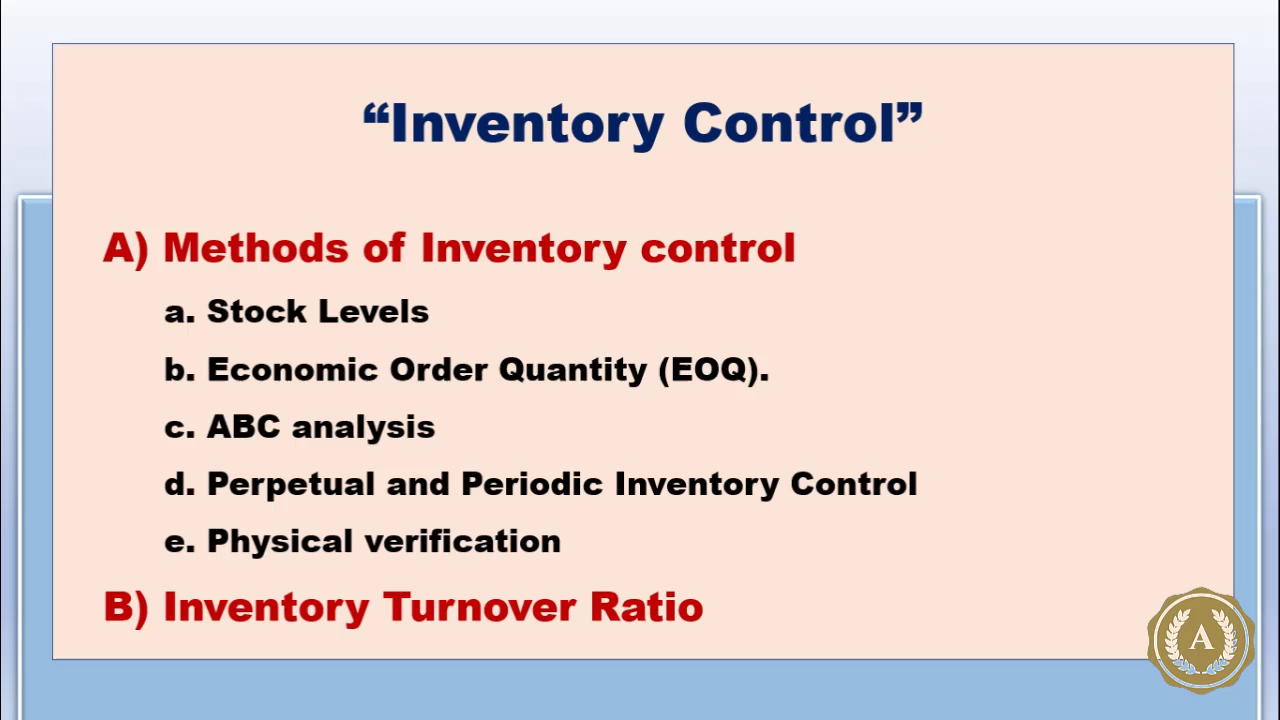 “Inventory Control”
A) Methods of Inventory control
a. Stock Levels
b. Economic Order Quantity (EOQ).
c. ABC analysis
d. Perpetual and Periodic Inventory Control
e. Physical verification
B) Inventory Turnover Ratio
A